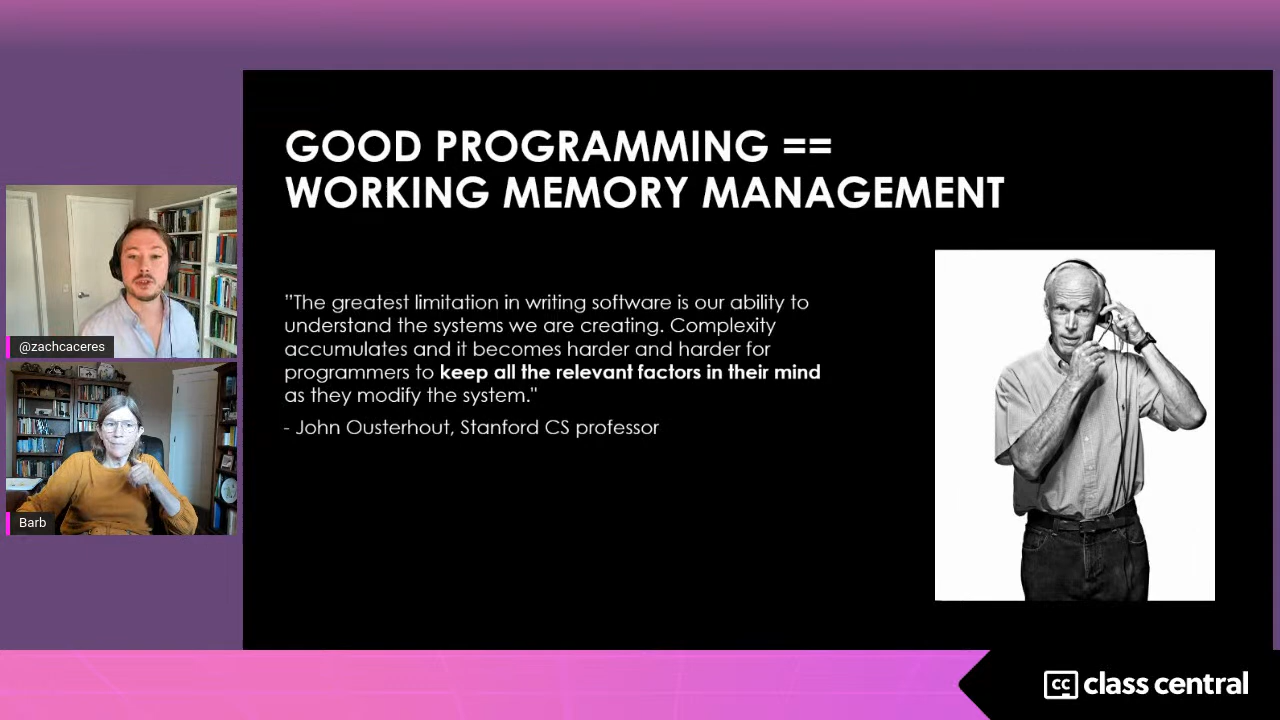 GOOD PROGRAMMING ==
WORKING MEMORY MANAGEMENT
@zachcaceres
Barb
”The greatest limitation in writing software is our ability to
understand the systems we are creating. Complexity
accumulates and it becomes harder and harder for
programmers to keep all the relevant factors in their mind
as they modify the system."
- John Ousterhout, Stanford CS professor
cc class central